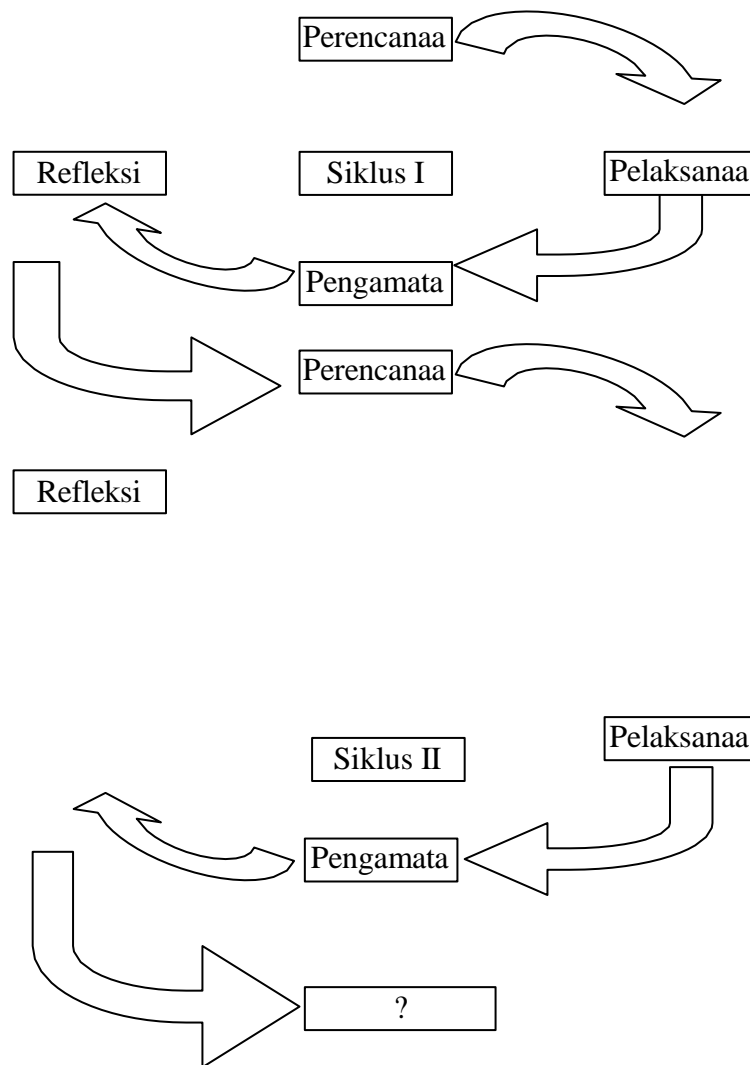 Perencanaa
Refleksi
Siklus I
Pelaksanaa
Pengamata
Perencanaa
Refleksi
Pelaksanaa
Siklus II
Pengamata
?